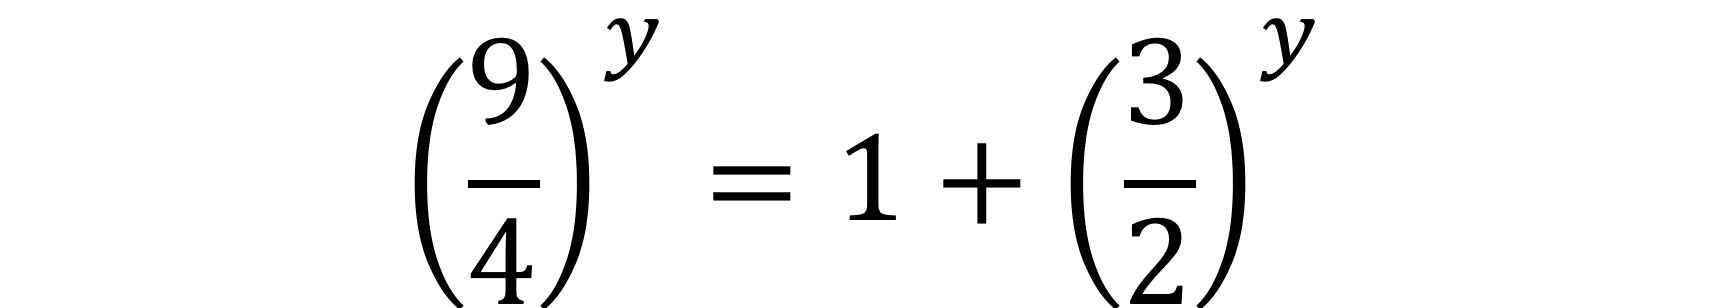 (9/4)^y = 1 + (3/2)^y